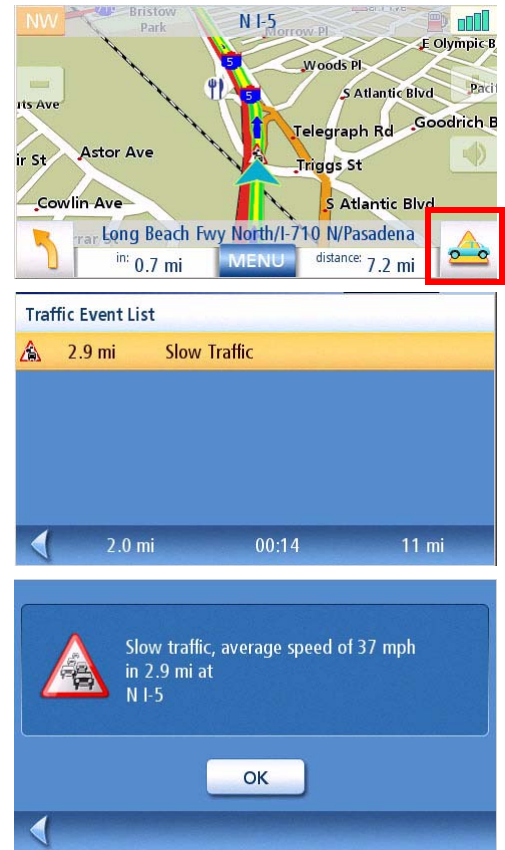 NW
Bristow
Park
N I-5
Morrow Pl
E Olympic B
5
Woods Pl
5
S Atlantic Blvd
Paci
its Ave
Telegraph Rd
Goodrich B
ir St
Astor Ave
Triggs St
Cowlin Ave
S Atlantic Blvd
Long Beach Fwy North/I-710 N/Pasadena
in: 0.7 mi
MENU
distance: 7.2 mi
T
Traffic Event List
2.9 mi Slow Traffic
2.0 mi 00:14 11 mi
Slow traffic, average speed of 37 mph
in 2.9 mi at
N I-5
OK